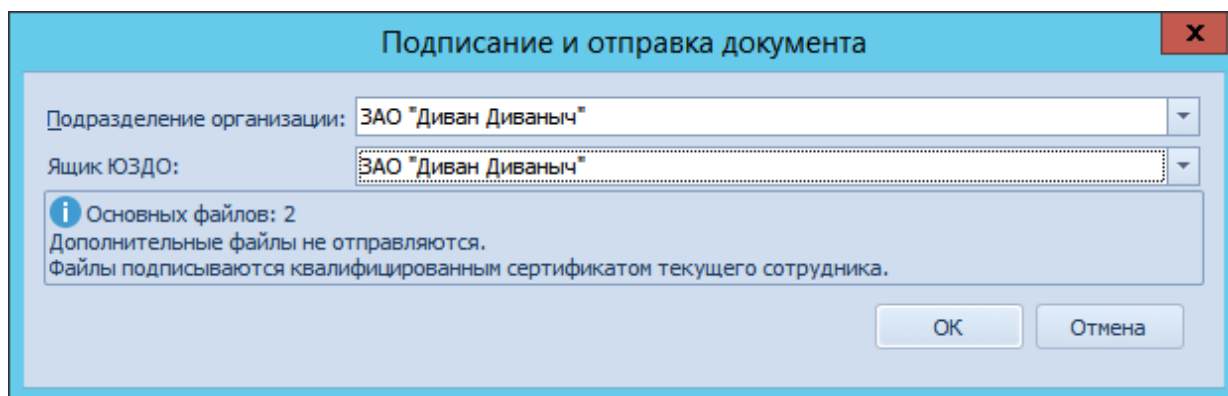 Подписание и отправка документа
x
Подразделение организации: ЗАО "Диван Диваныч"
Ящик ЮЗДО: ЗАО "Диван Диваныч"
i Основных файлов: 2
Дополнительные файлы не отправляются.
Файлы подписываются квалифицированным сертификатом текущего сотрудника.
ОК Отмена